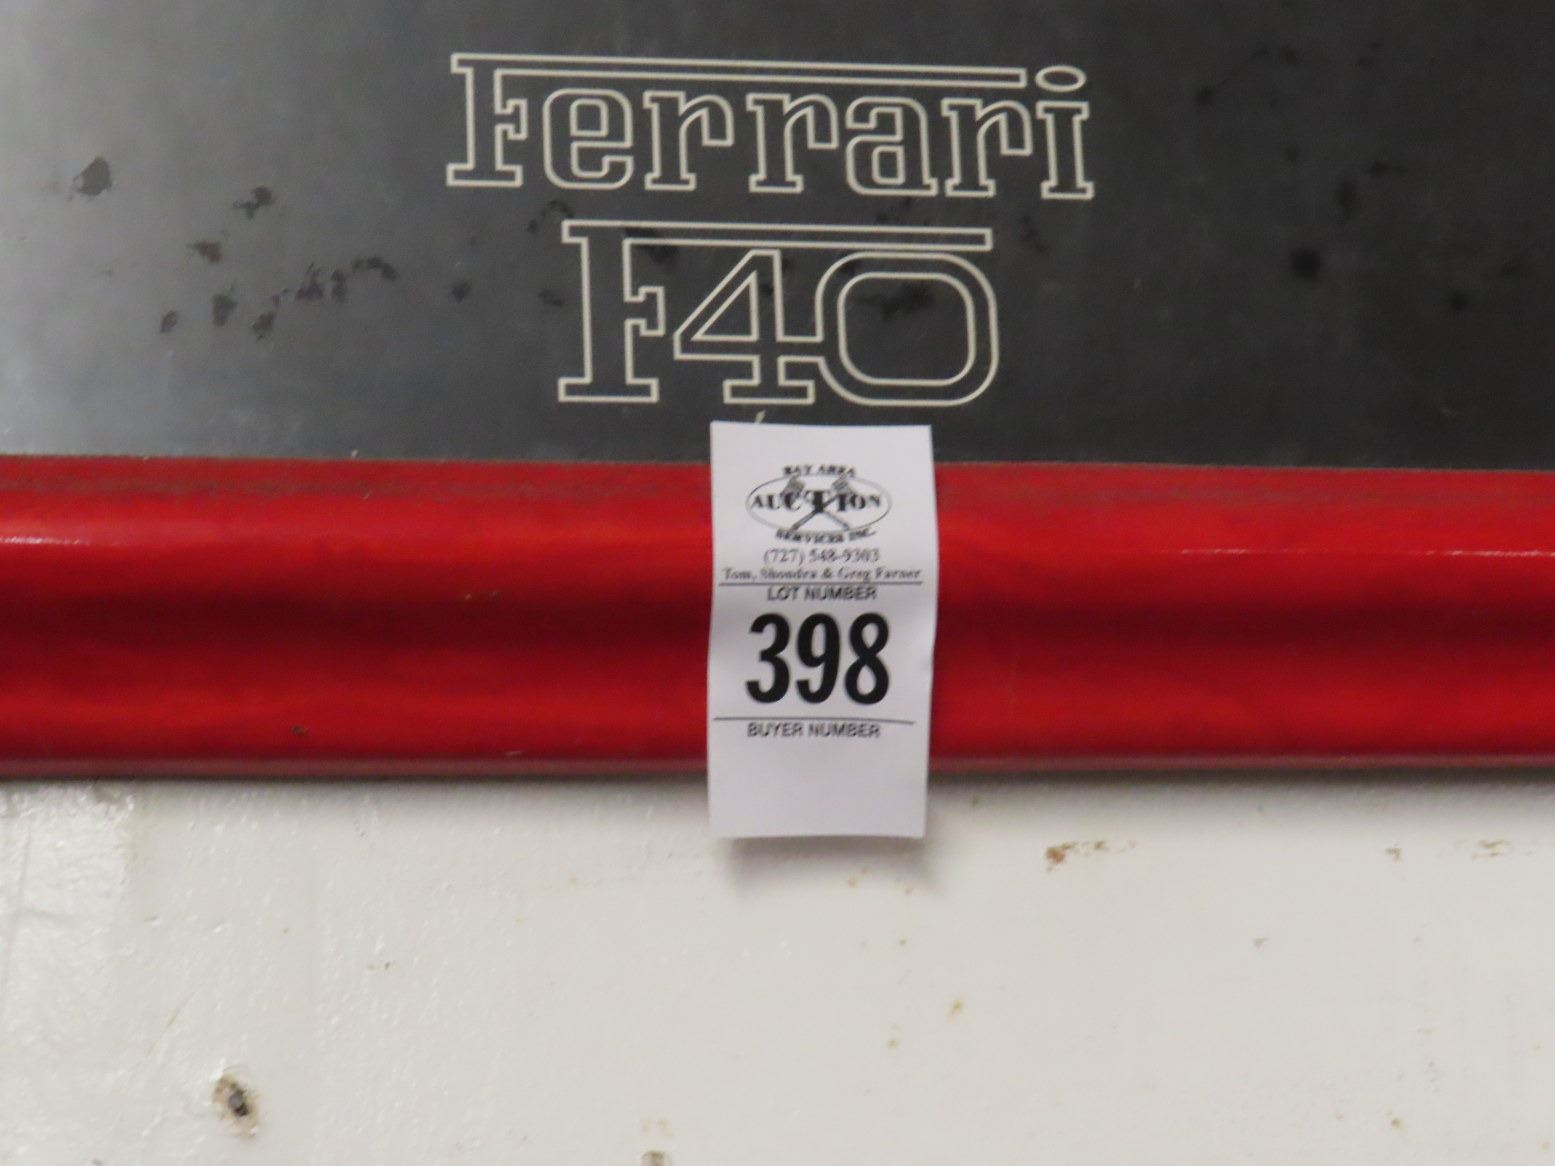 Ferrari
F40
BAY AREA
AUCTION
SERVICES INC.
(727) 548-9303
Tom, Shondra & Greg Farner
LOT NUMBER
398
BUYER NUMBER